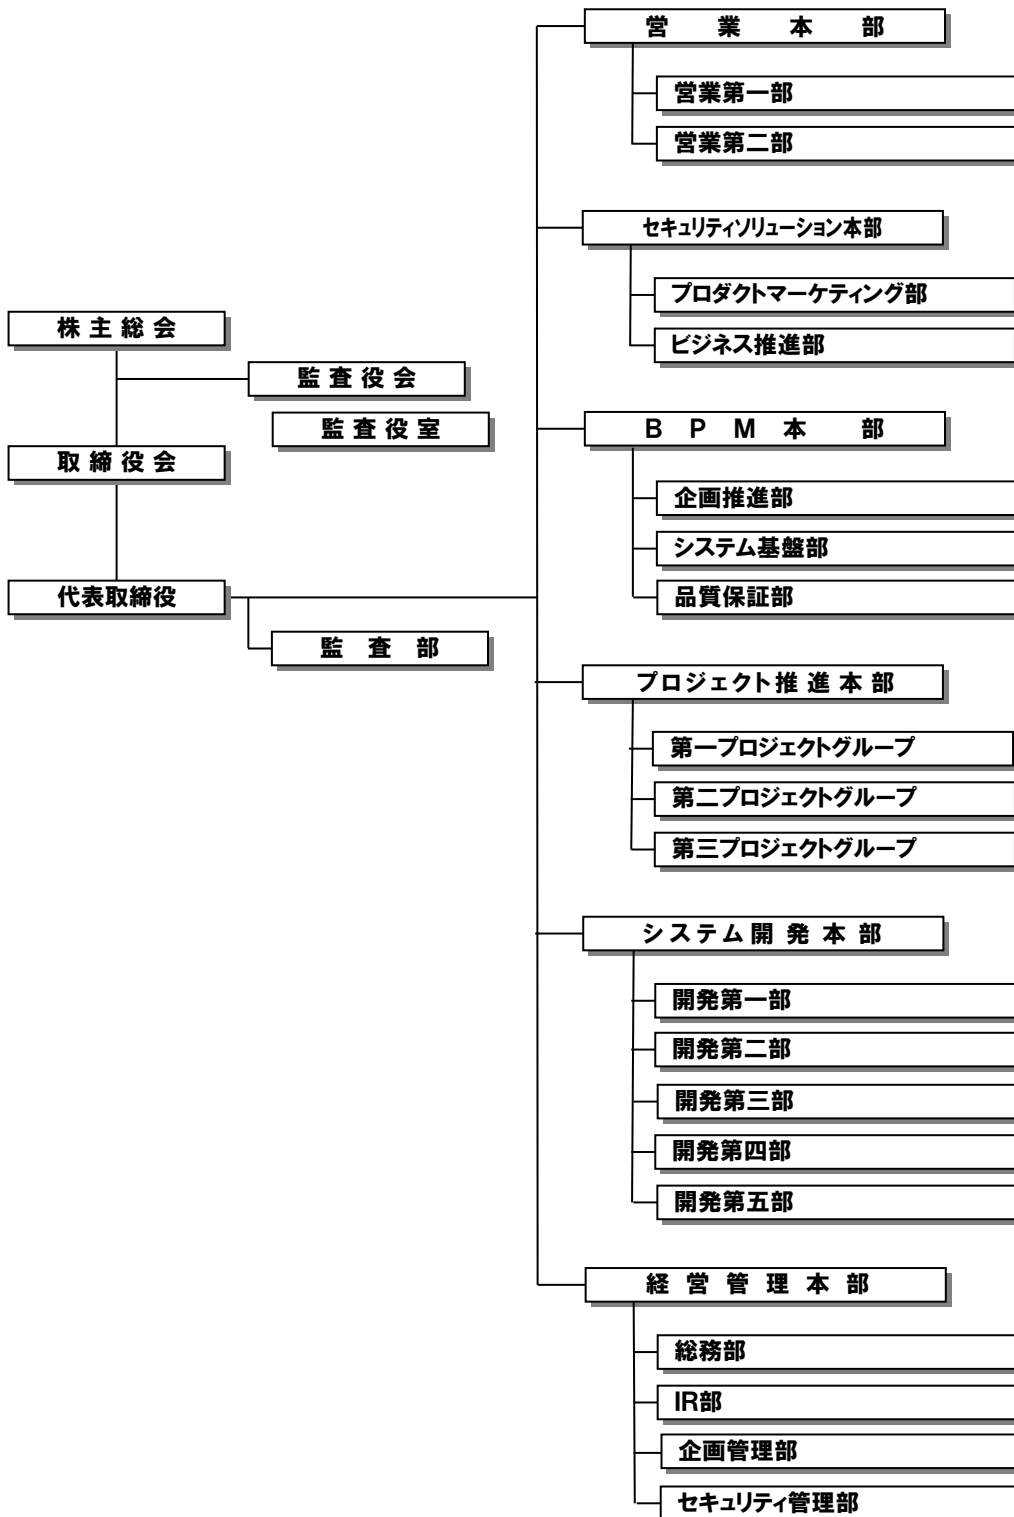 株主総会
監査役会
監査役室
取締役会
代表取締役
監査部
営業本部
営業第一部
営業第二部
セキュリティソリューション本部
プロダクトマーケティング部
ビジネス推進部
BPM本部
企画推進部
システム基盤部
品質保証部
プロジェクト推進本部
第一プロジェクトグループ
第二プロジェクトグループ
第三プロジェクトグループ
システム開発本部
開発第一部
開発第二部
開発第三部
開発第四部
開発第五部
経営管理本部
総務部
IR部
企画管理部
セキュリティ管理部